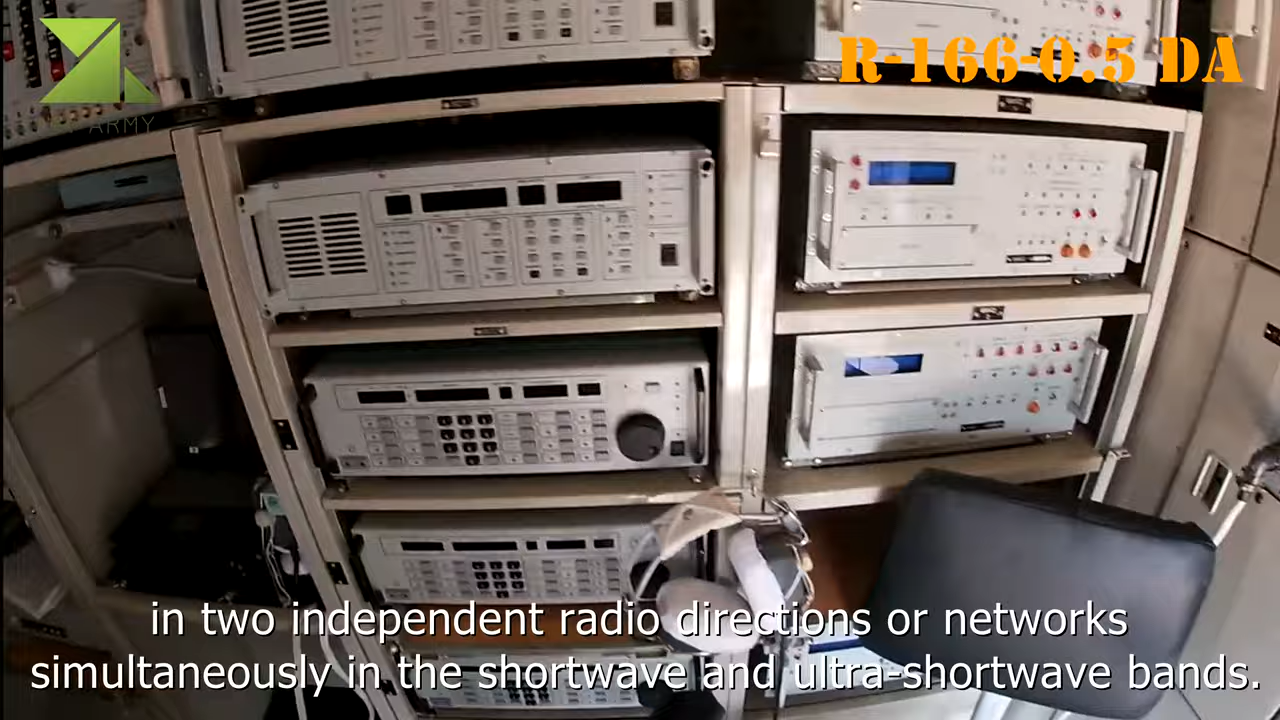 R-166-0.5 DA
ARMY
in two independent radio directions or networks
simultaneously in the shortwave and ultra-shortwave bands.